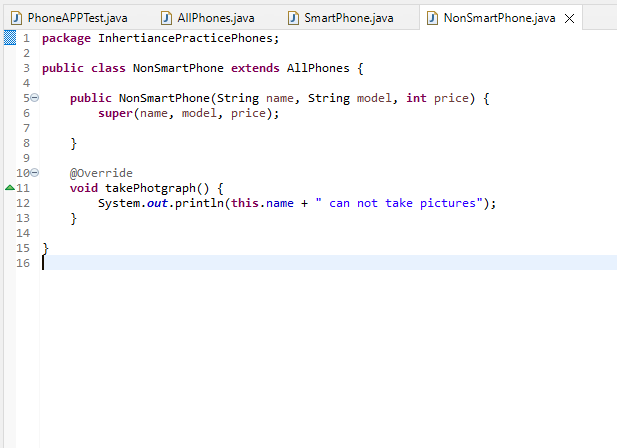 PhoneAPPTest.java AllPhones.java SmartPhone.java NonSmartPhone.java
1 package InhertiancePracticePhones;
2
3 public class NonSmartPhone extends AllPhones {
4
5 public NonSmartPhone(String name, String model, int price) {
6 super(name, model, price);
7
8 }
9
10 @Override
11 void takePhotgraph() {
12 System.out.println(this.name + " can not take pictures");
13 }
14
15 }
16